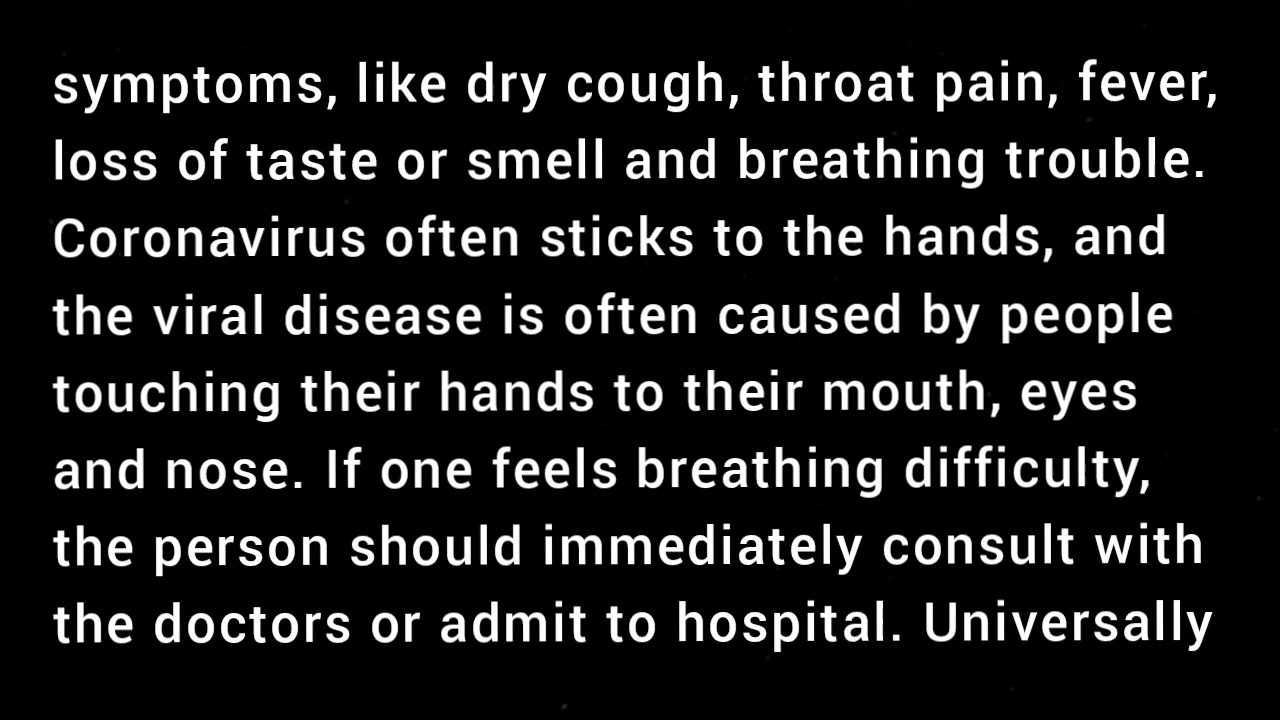 symptoms, like dry cough, throat pain, fever,
loss of taste or smell and breathing trouble.
Coronavirus often sticks to the hands, and
the viral disease is often caused by people
touching their hands to their mouth, eyes
and nose. If one feels breathing difficulty,
the person should immediately consult with
the doctors or admit to hospital. Universally